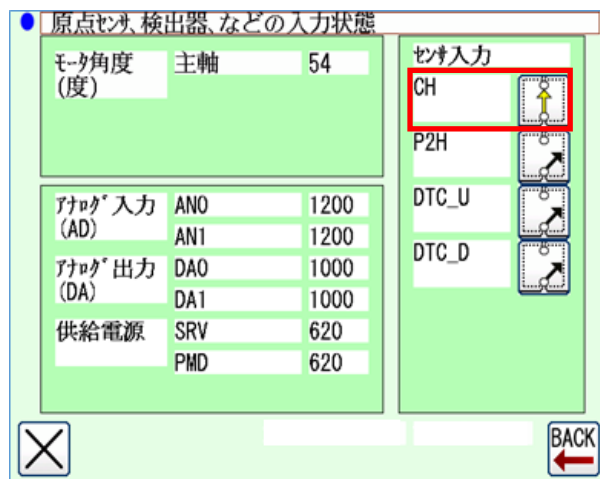 原点ｾﾝｻ､検出器､などの入力状態
ﾓｰﾀ角度
(度)
主軸
54
ｱﾅﾛｸﾞ入力
(AD)
AN0
1200
AN1
1200
ｱﾅﾛｸﾞ出力
(DA)
DA0
1000
DA1
1000
供給電源
SRV
620
PMD
620
ｾﾝｻ入力
CH
P2H
DTC_U
DTC_D
BACK